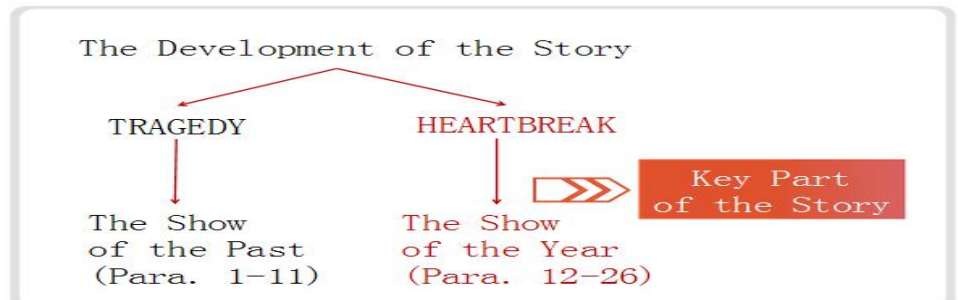 The Development of the Story
TRAGEDY
HEARTBREAK
Key Part
of the Story
The Show
of the Past
(Para. 1-11)
The Show
of the Year
(Para. 12-26)